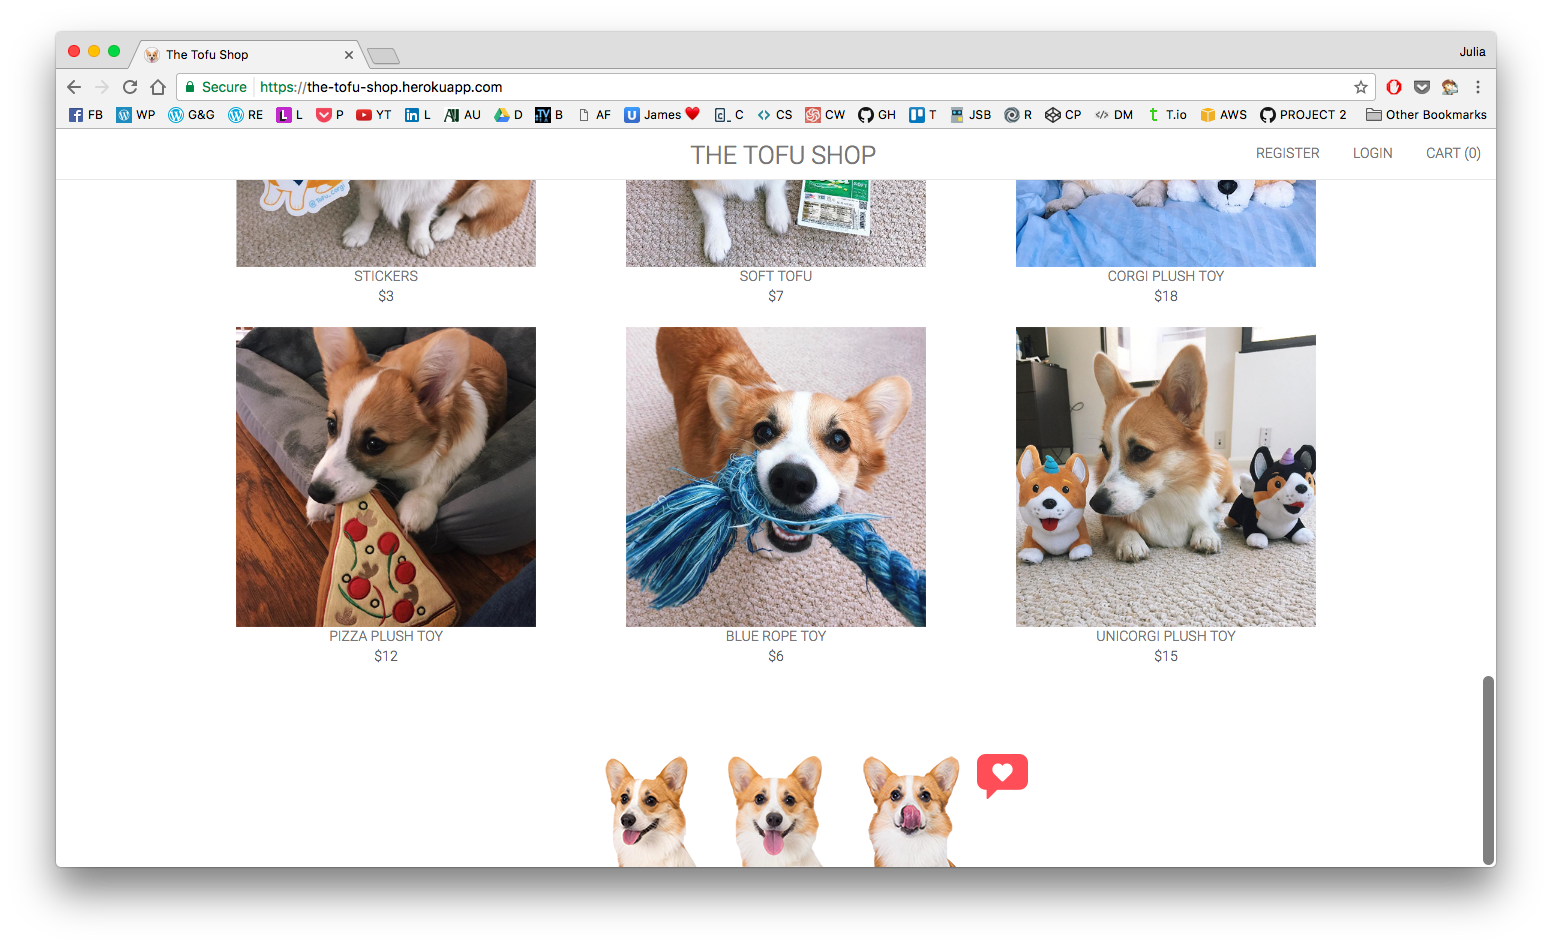 The Tofu Shop
Julia
Secure https://the-tofu-shop.herokuapp.com
FB WP G&G RE L P YT L AU D B AF James C CS CW GH T JSB R CP DM T.io AWS PROJECT 2 Other Bookmarks
THE TOFU SHOP REGISTER LOGIN CART (0)
STICKERS SOFT TOFU CORGI PLUSH TOY
$3 $7 $18
PIZZA PLUSH TOY BLUE ROPE TOY UNICORGI PLUSH TOY
$12 $6 $15